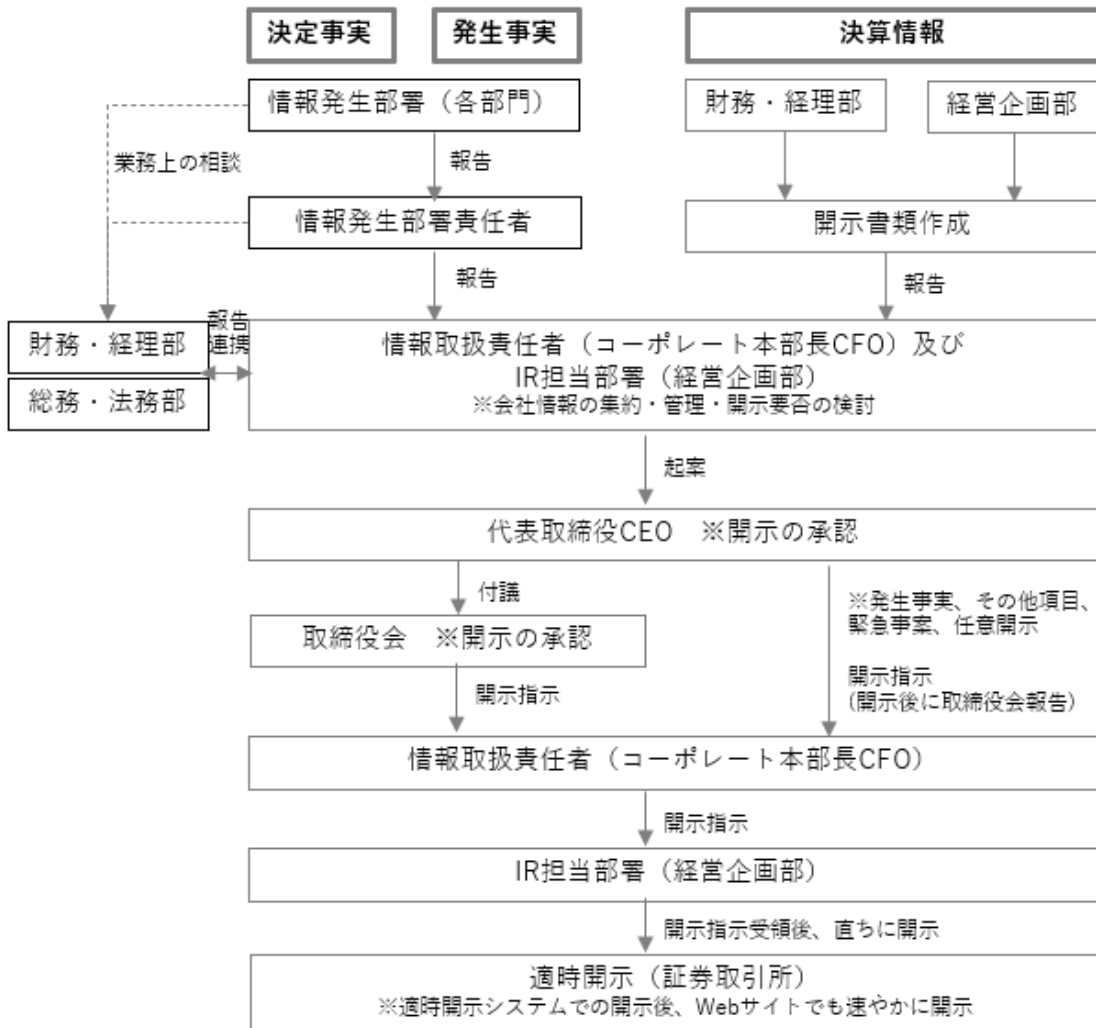 決定事実
発生事実
決算情報
情報発生部署（各部門）
財務・経理部
経営企画部
業務上の相談
報告
情報発生部署責任者
開示書類作成
報告
報告
報告
連携
財務・経理部
総務・法務部
情報取扱責任者（コーポレート本部長CFO）及び
IR担当部署（経営企画部）
※会社情報の集約・管理・開示要否の検討
起案
代表取締役CEO　※開示の承認
付議
※発生事実、その他項目、
緊急事案、任意開示
取締役会　※開示の承認
開示指示
開示指示
(開示後に取締役会報告)
情報取扱責任者（コーポレート本部長CFO）
開示指示
IR担当部署（経営企画部）
開示指示受領後、直ちに開示
適時開示（証券取引所）
※適時開示システムでの開示後、Webサイトでも速やかに開示